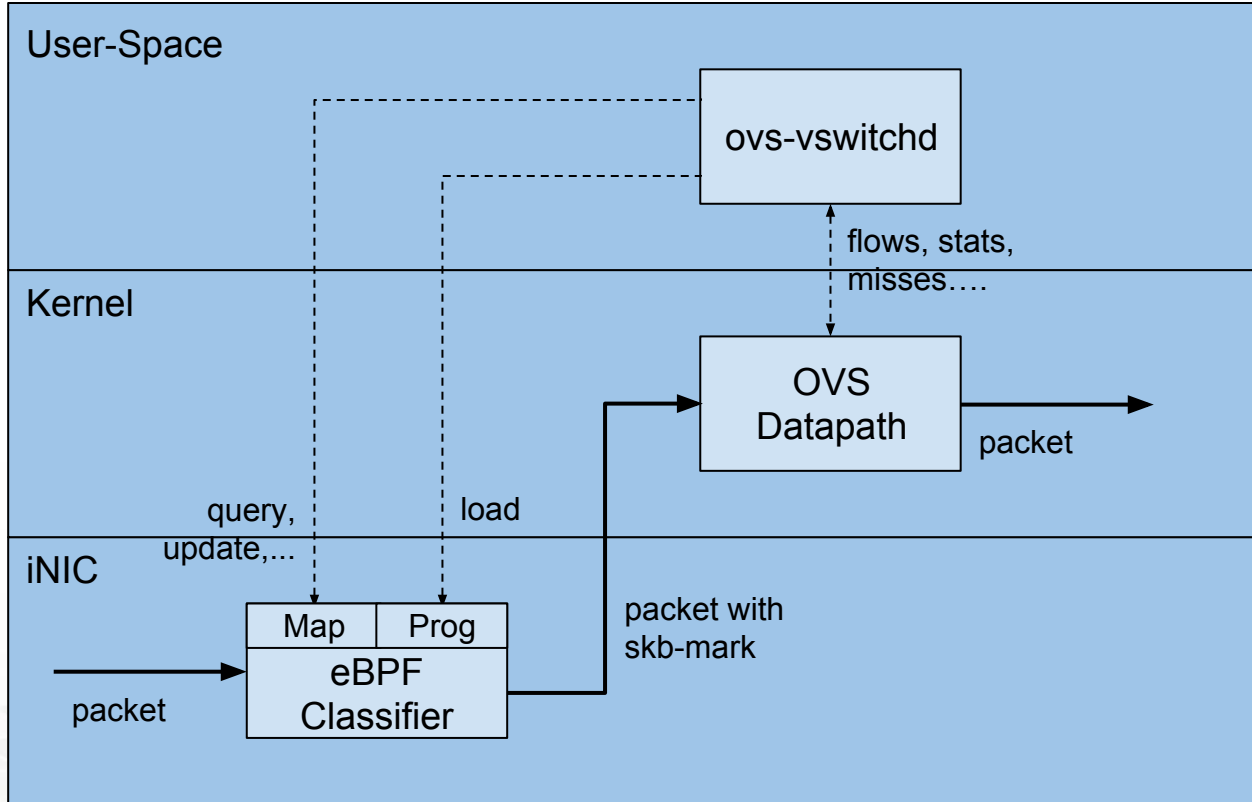 User-Space
ovs-vswitchd
flows, stats,
misses....
Kernel
OVS
Datapath
packet
query,
update,...
load
iNIC
Map
Prog
eBPF
Classifier
packet
packet with
skb-mark